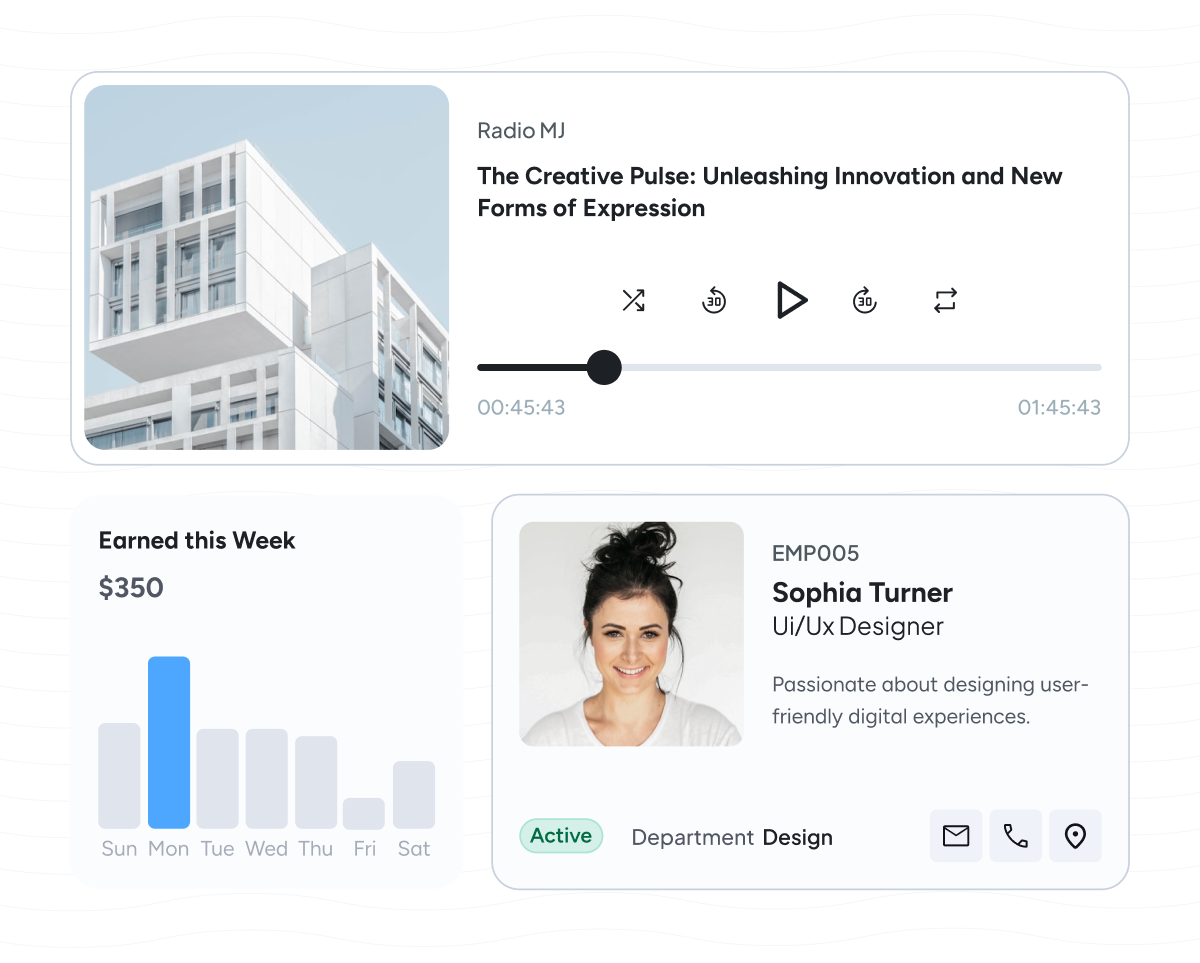 Radio MJ
The Creative Pulse: Unleashing Innovation and New
Forms of Expression
30
30
00:45:43
01:45:43
Earned this Week
$350
Sun Mon Tue Wed Thu Fri Sat
EMP005
Sophia Turner
Ui/Ux Designer
Passionate about designing user-
friendly digital experiences.
Active
Department Design